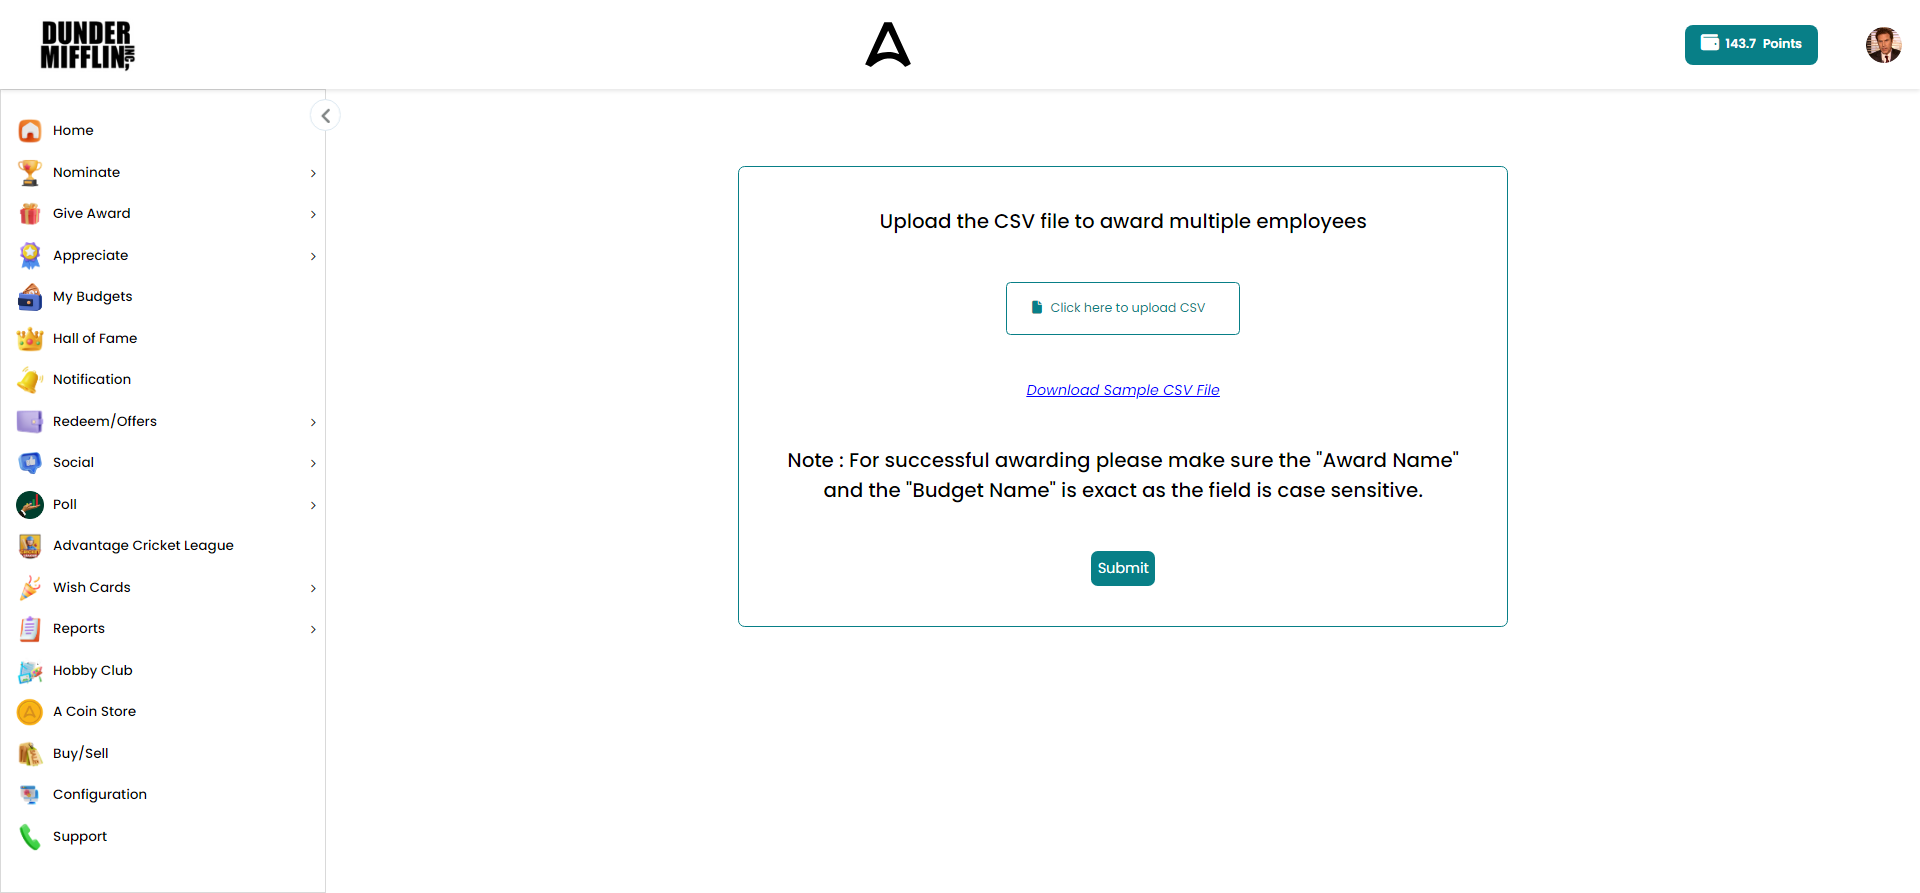 DUNDER
MIFFLIN, INC
143.7 Points
Home
Nominate
Give Award
Appreciate
My Budgets
Hall of Fame
Notification
Redeem/Offers
Social
Poll
Advantage Cricket League
Wish Cards
Reports
Hobby Club
A Coin Store
Buy/Sell
Configuration
Support
Upload the CSV file to award multiple employees
Click here to upload CSV
Download Sample CSV File
Note : For successful awarding please make sure the "Award Name"
and the "Budget Name" is exact as the field is case sensitive.
Submit